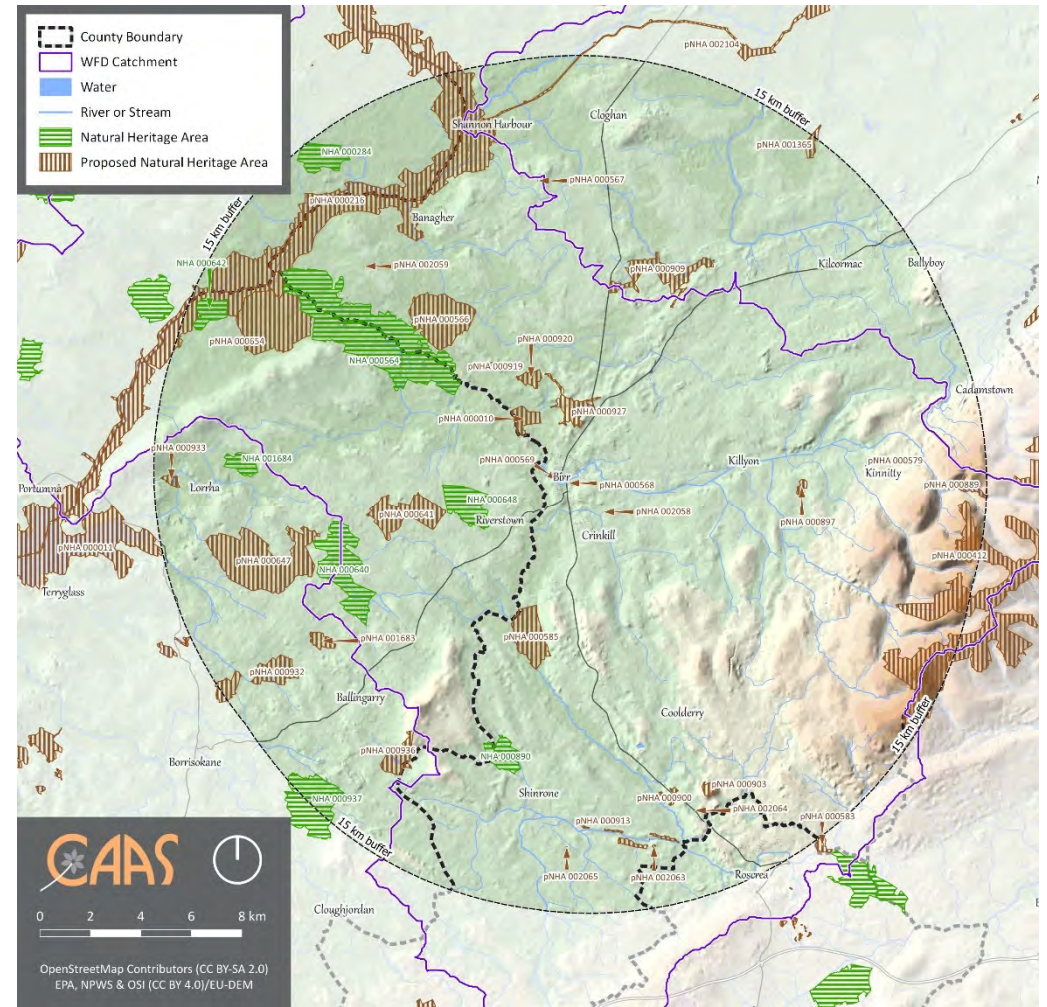 County Boundary
WFD Catchment
Water
River or Stream
Natural Heritage Area
Proposed Natural Heritage Area
pNHA 002104
15 km buffer
Cloghan
Shannon Harbour
pNHA 001365
NHA 000284
pNHA 000567
pNHA 000216
Banagher
15 km buffer
NHA 000642
pNHA 002059
pNHA 000909
Kilcormac
Ballyboy
pNHA 000566
pNHA 000654
pNHA 000920
NHA 000564
pNHA 000919
Cadamstown
pNHA 000010
pNHA 000927
pNHA 000933
NHA 001684
pNHA 000569
Birr
Killyon
pNHA 000579
Kinnitty
Portumna
Lorrha
pNHA 000568
pNHA 000889
NHA 000648
pNHA 002058
pNHA 000641
Riverstown
pNHA 000897
Crinkill
pNHA 000011
pNHA 000647
NHA 000640
pNHA 000412
Terryglass
pNHA 001683
pNHA 000585
pNHA 000932
Ballingarry
Coolderry
15 km buffer
pNHA 000936
NHA 000890
Borrisokane
pNHA 000903
Shinrone
pNHA 000900
NHA 000937
pNHA 002064
pNHA 000583
pNHA 000913
15 km buffer
pNHA 002065
pNHA 002063
Roscrea
Cloughjordan
CAAS
0 2 4 6 8 km
OpenStreetMap Contributors (CC BY-SA 2.0)
EPA, NPWS & OSI (CC BY 4.0)/EU-DEM